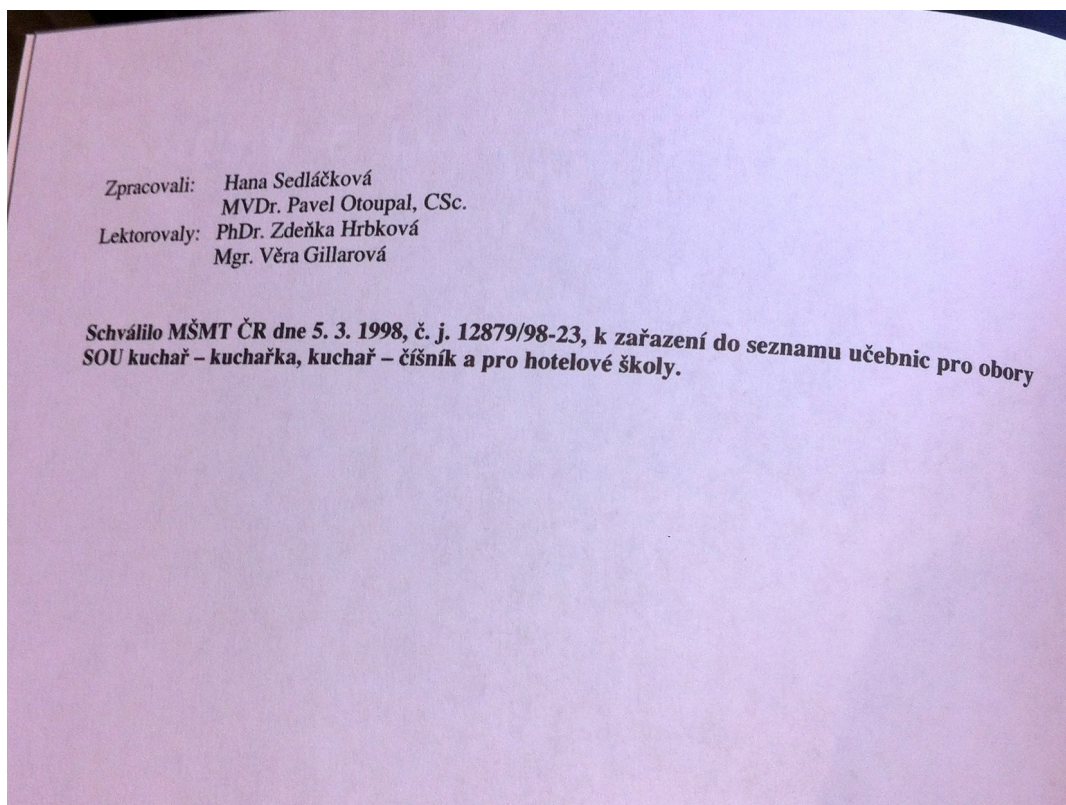 Zpracovali: Hana Sedláčková
MVDr. Pavel Otoupal, CSc.
Lektorovaly: PhDr. Zdeňka Hrbková
Mgr. Věra Gillarová
Schválilo MŠMT ČR dne 5. 3. 1998, č. j. 12879/98-23, k zařazení do seznamu učebnic pro obory
SOU kuchař – kuchařka, kuchař – číšník a pro hotelové školy.